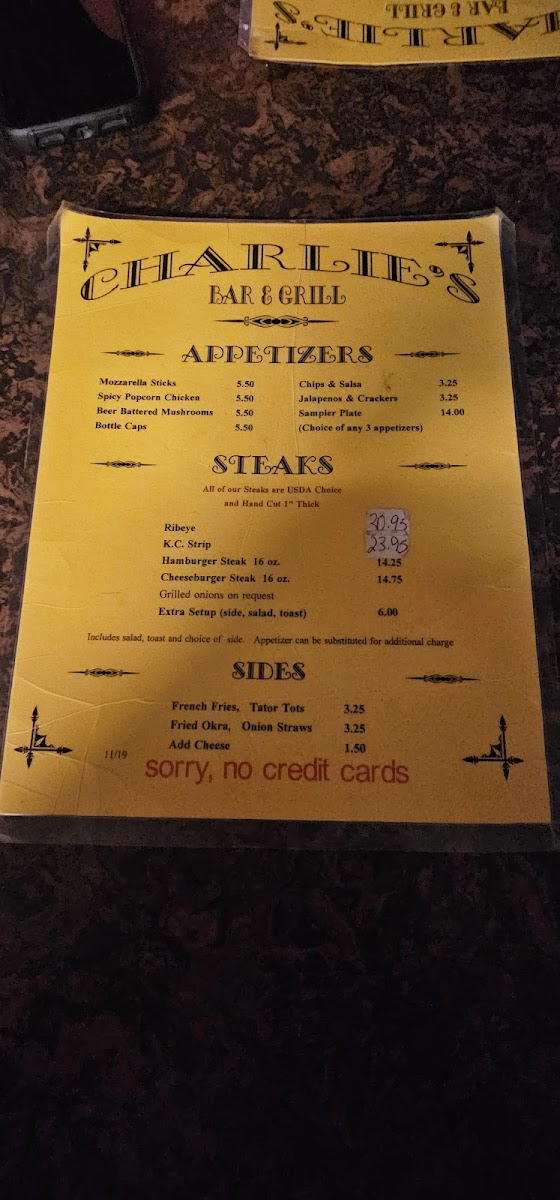 BAR & GRILL
CHARLIE'S
BAR & GRILL
APPETIZERS
Mozzarella Sticks 5.50
Spicy Popcorn Chicken 5.50
Beer Battered Mushrooms 5.50
Bottle Caps 5.50
Chips & Salsa 3.25
Jalapenos & Crackers 3.25
Sampler Plate 14.00
(Choice of any 3 appetizers)
STEAKS
All of our Steaks are USDA Choice
and Hand Cut 1" Thick
Ribeye 30.95
K.C. Strip 23.95
Hamburger Steak 16 oz. 14.25
Cheeseburger Steak 16 oz. 14.75
Grilled onions on request
Extra Setup (side, salad, toast) 6.00
Includes salad, toast and choice of side. Appetizer can be substituted for additional charge
SIDES
French Fries, Tator Tots 3.25
Fried Okra, Onion Straws 3.25
Add Cheese 1.50
11/19
sorry, no credit cards